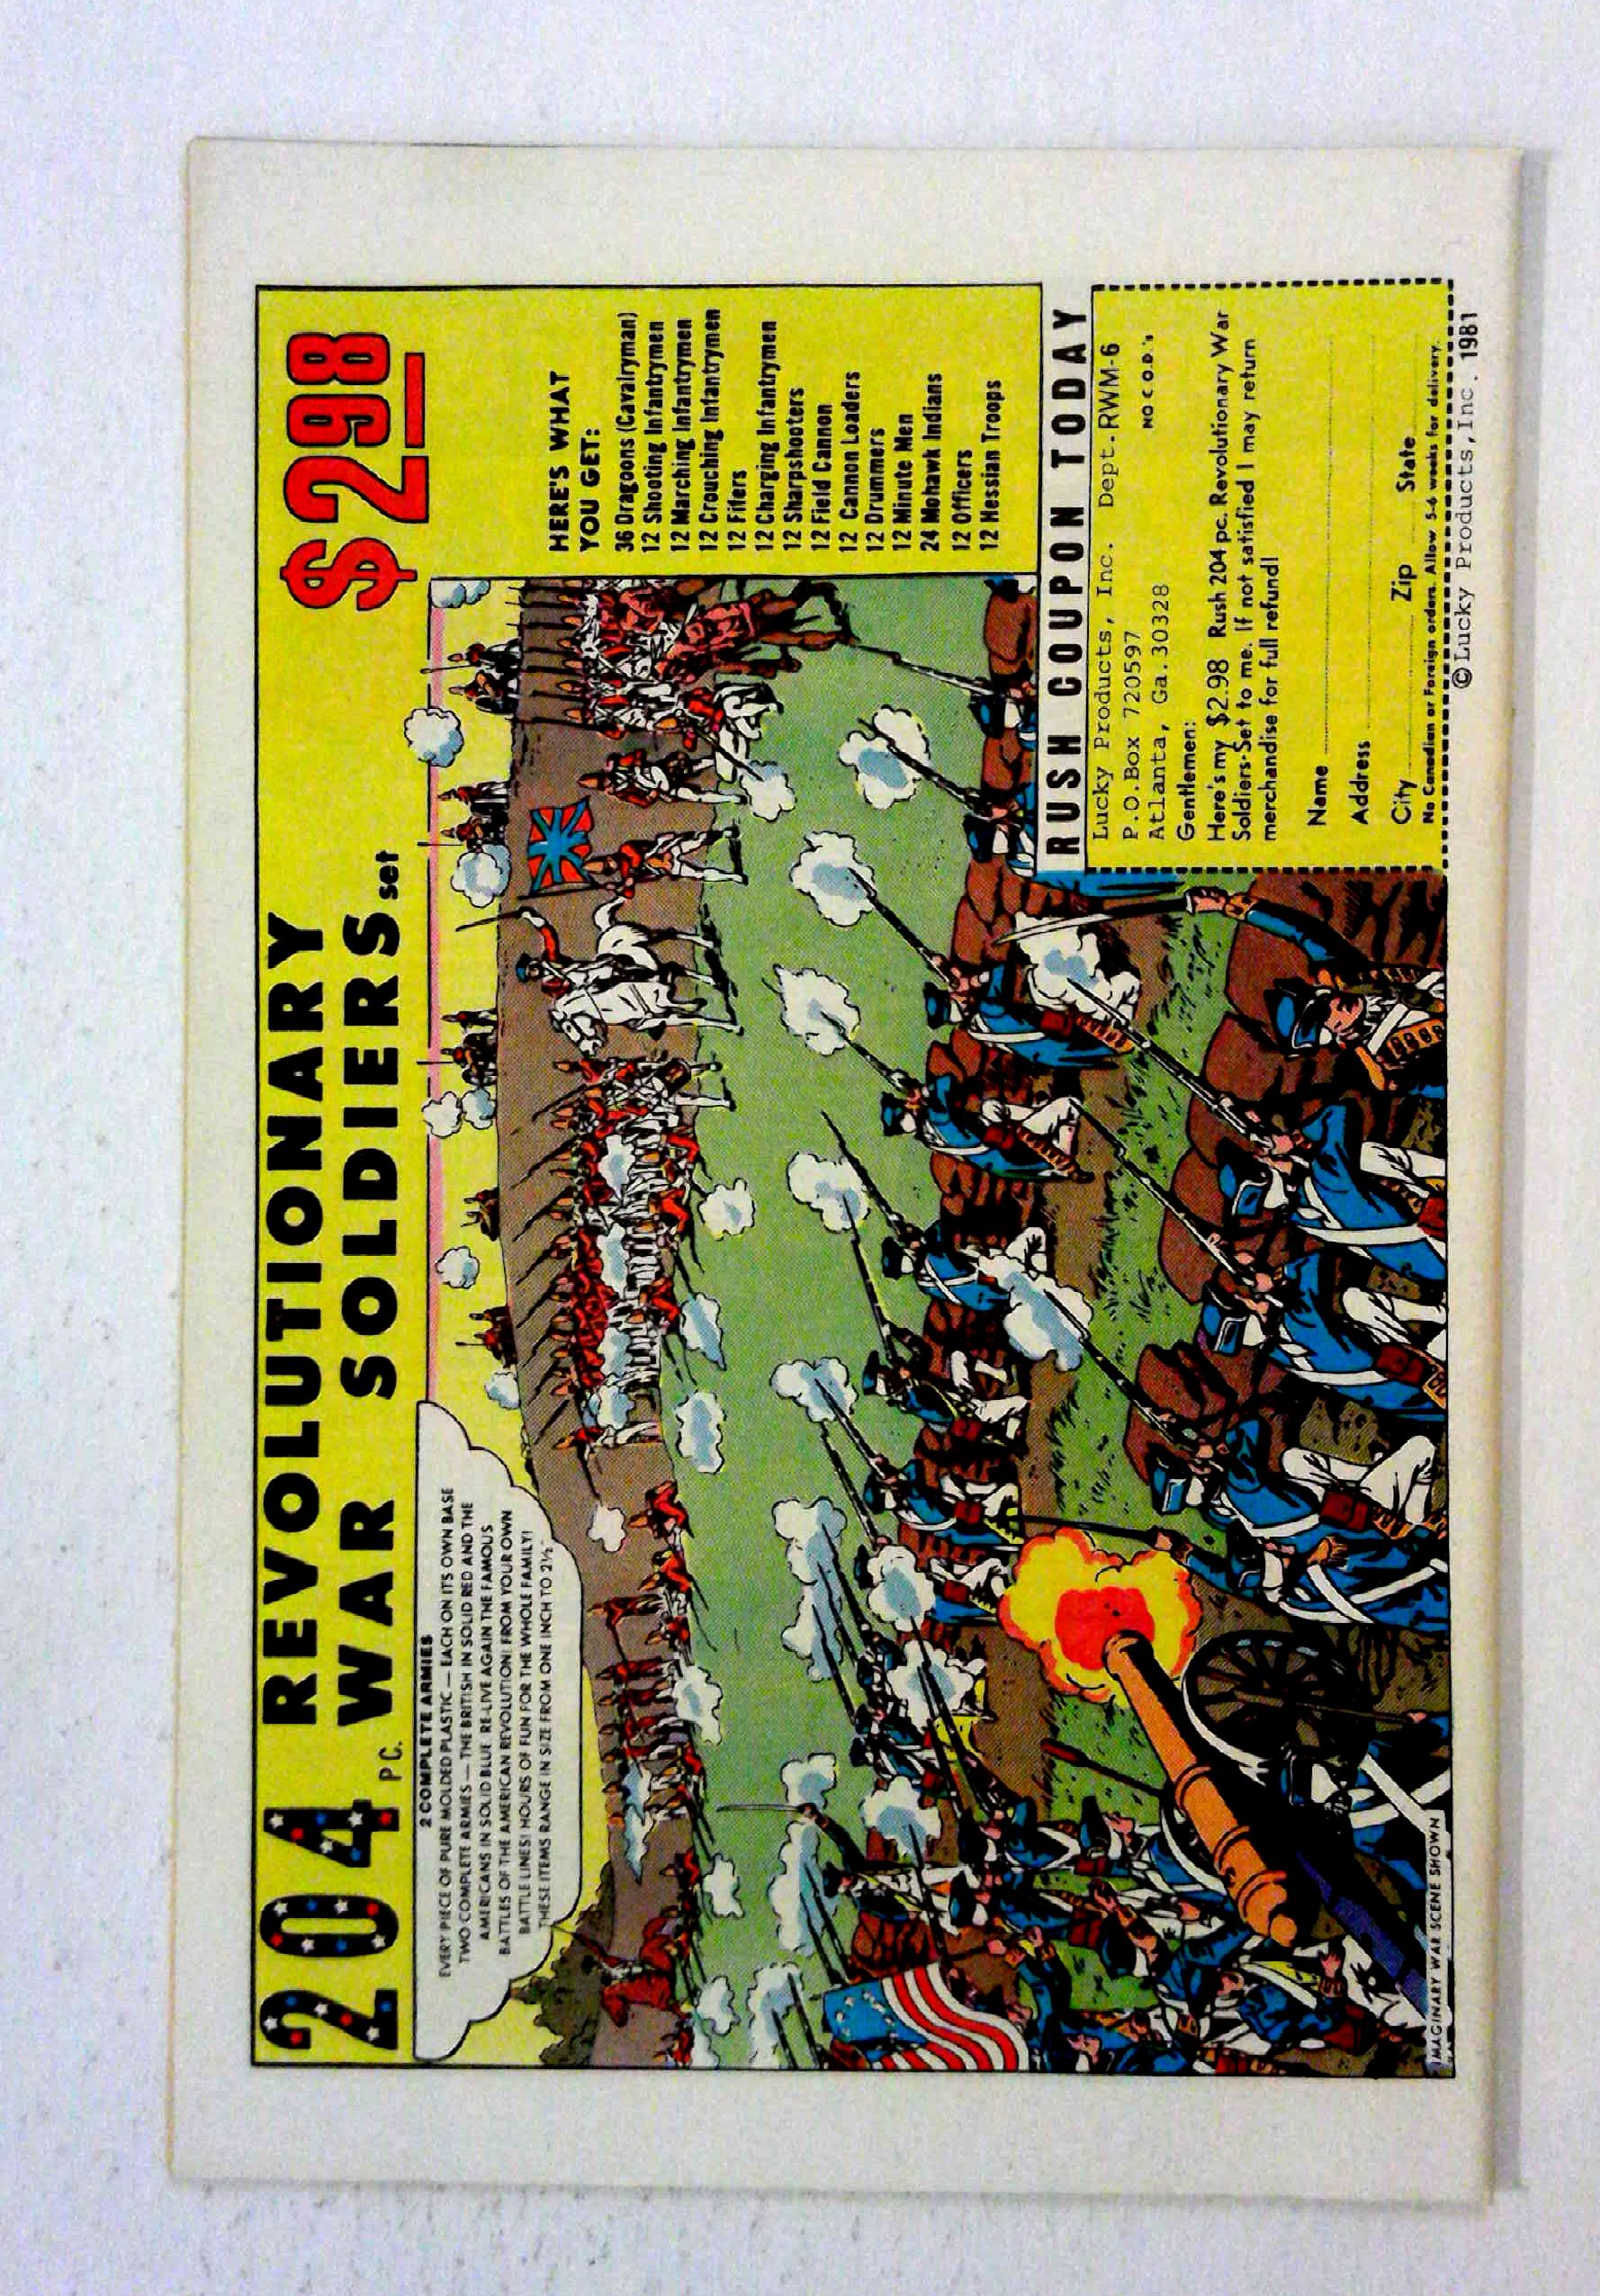 204 PC. REVOLUTIONARY
WAR SOLDIERS set
$2.98
2 COMPLETE ARMIES
EVERY PIECE OF PURE MOLDED PLASTIC — EACH ON ITS OWN BASE
TWO COMPLETE ARMIES — THE BRITISH IN SOLID RED AND THE
AMERICANS IN SOLID BLUE. RE-LIVE AGAIN THE FAMOUS
BATTLES OF THE AMERICAN REVOLUTION! FROM YOUR OWN
BATTLE LINES! HOURS OF FUN FOR THE WHOLE FAMILY!
THESE ITEMS RANGE IN SIZE FROM ONE INCH TO 2½"
HERE'S WHAT
YOU GET:
36 Dragoons (Cavalryman)
12 Shooting Infantrymen
12 Marching Infantrymen
12 Crouching Infantrymen
12 Fifers
12 Charging Infantrymen
12 Sharpshooters
12 Field Cannon
12 Cannon Loaders
12 Drummers
12 Minute Men
24 Mohawk Indians
12 Officers
12 Hessian Troops
RUSH COUPON TODAY
Lucky Products, Inc. Dept.RWM-6
P.O.Box 720597 NO C.O.D.'s
Atlanta, Ga.30328
Gentlemen:
Here's my $2.98 Rush 204 pc. Revolutionary War
Soldiers-Set to me. If not satisfied I may return
merchandise for full refund!
Name
Address
City Zip State
No Canadian or Foreign orders. Allow 5-6 weeks for delivery.
IMAGINARY WAR SCENE SHOWN
©Lucky Products,Inc. 1981